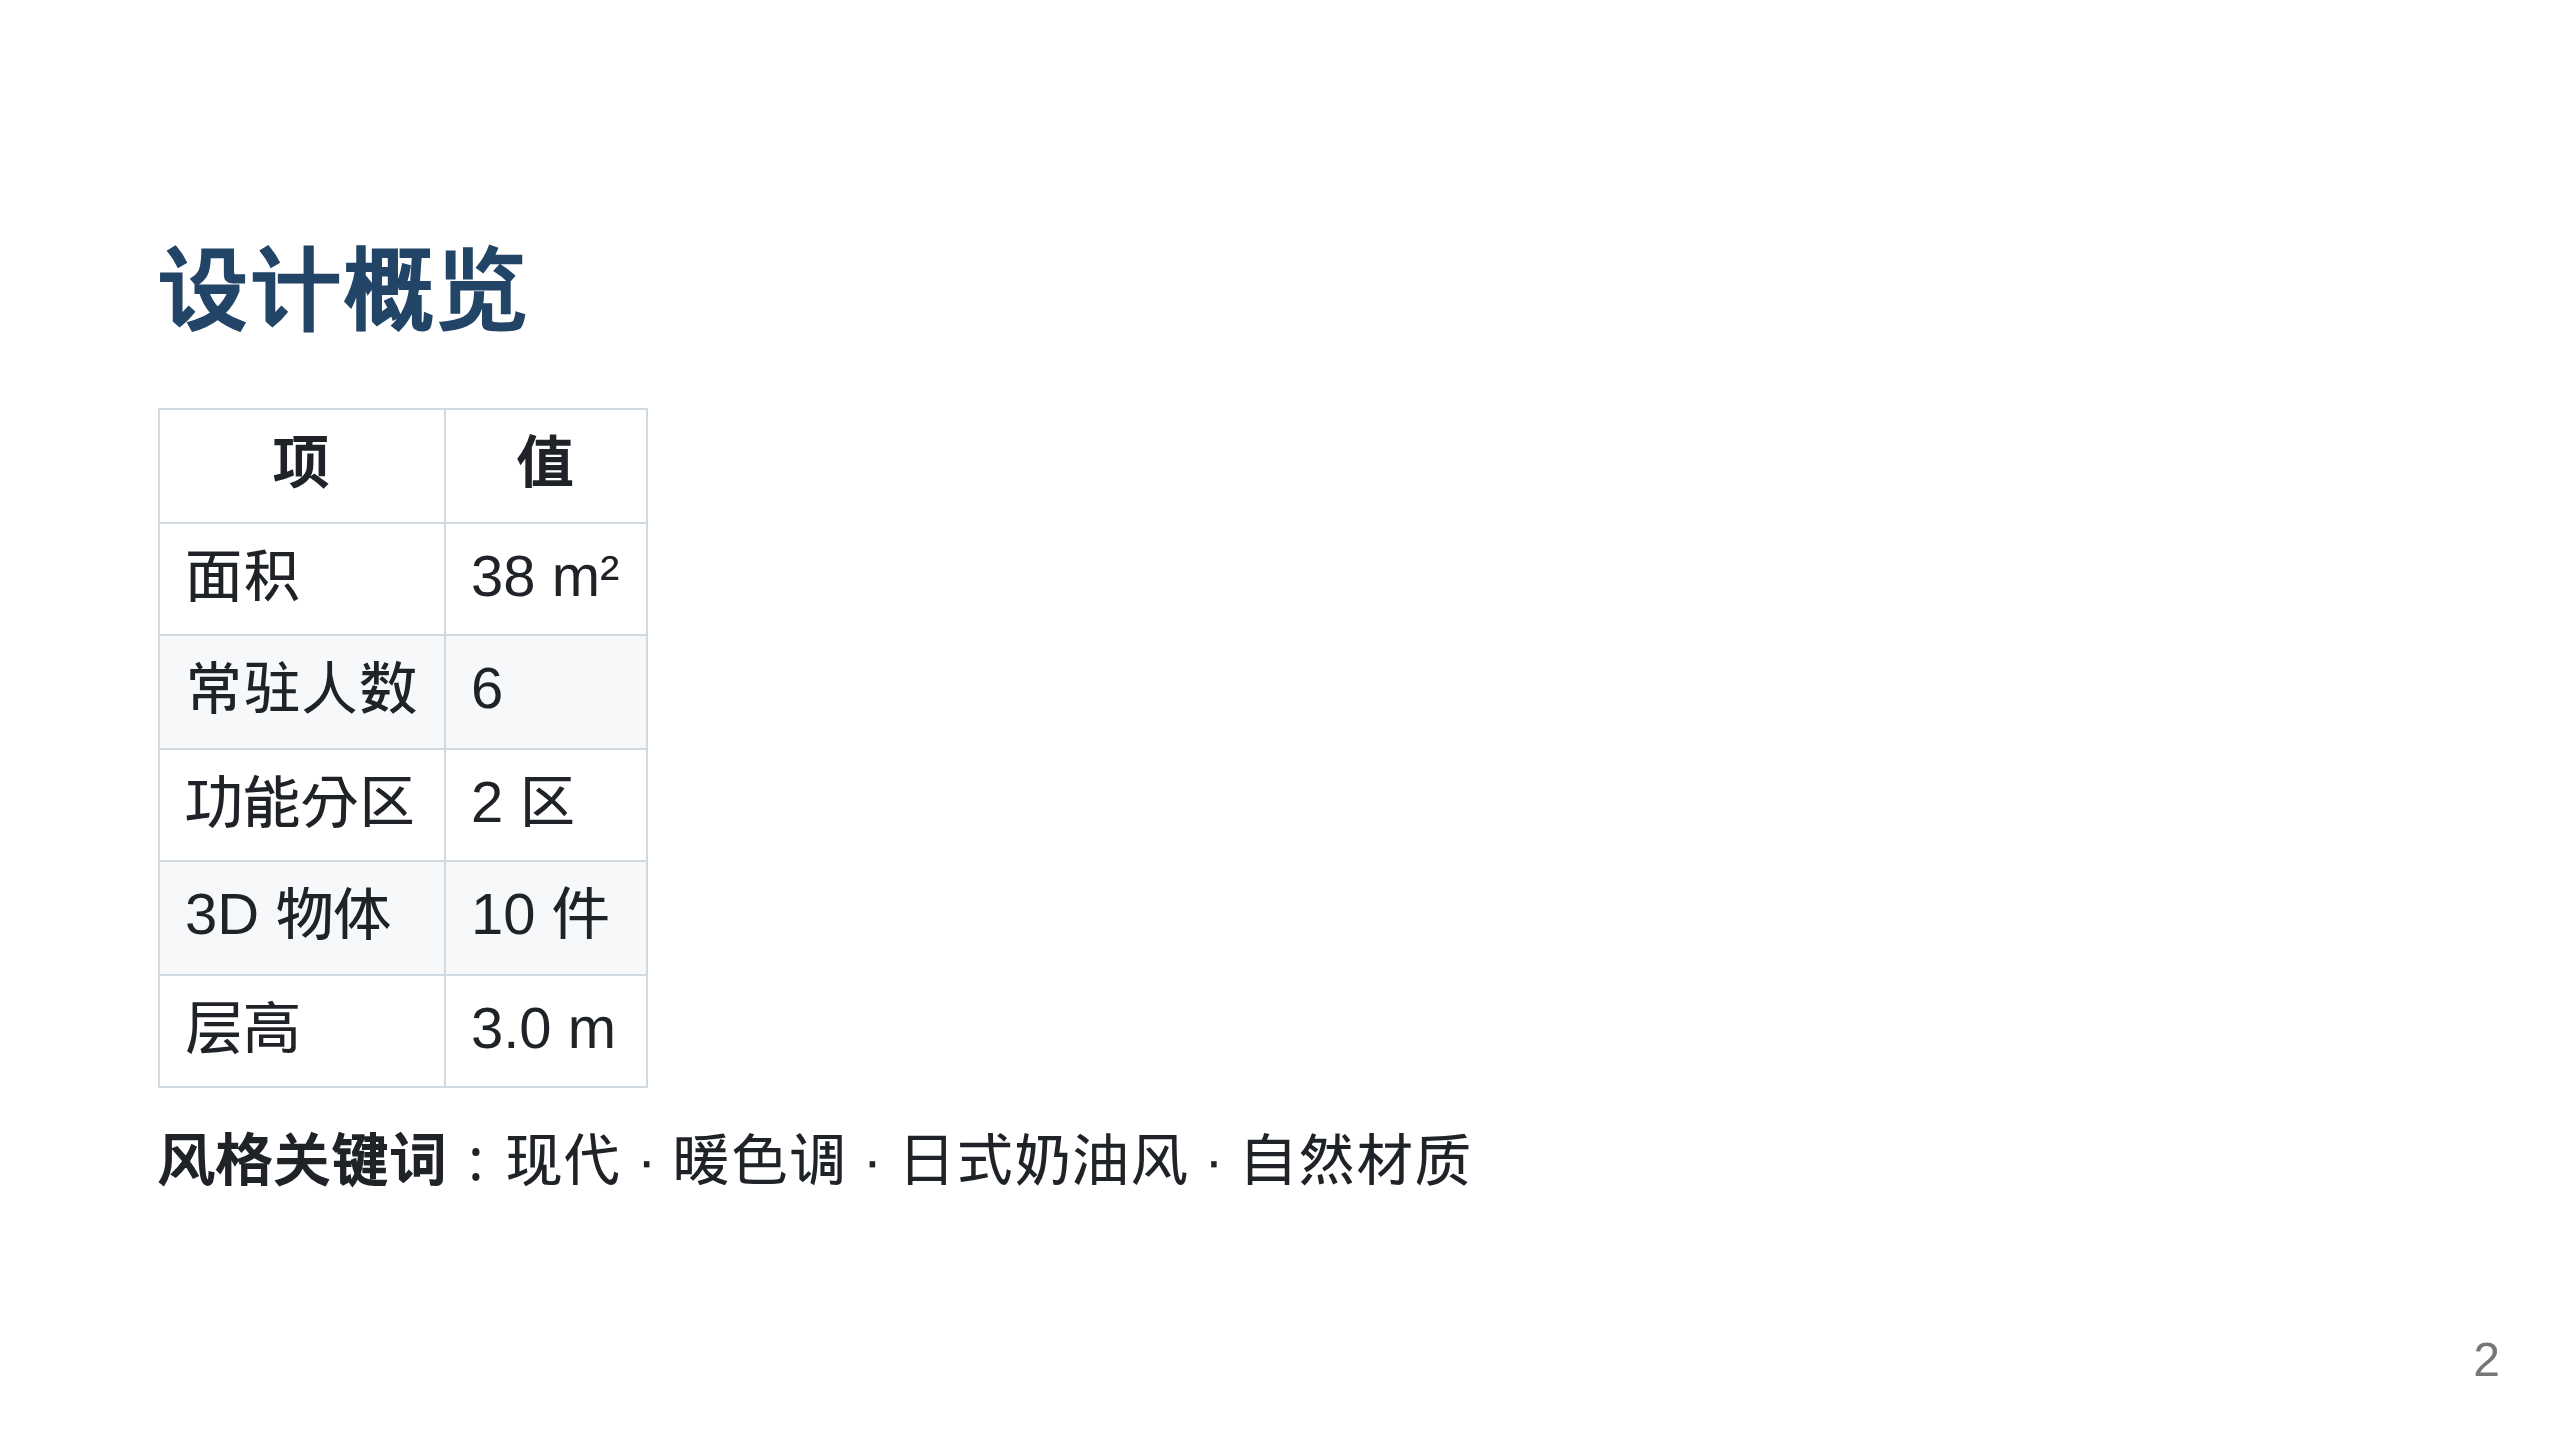 设计概览
项 值
面积 38 m²
常驻人数 6
功能分区 2 区
3D 物体 10 件
层高 3.0 m
风格关键词：现代 · 暖色调 · 日式奶油风 · 自然材质
2